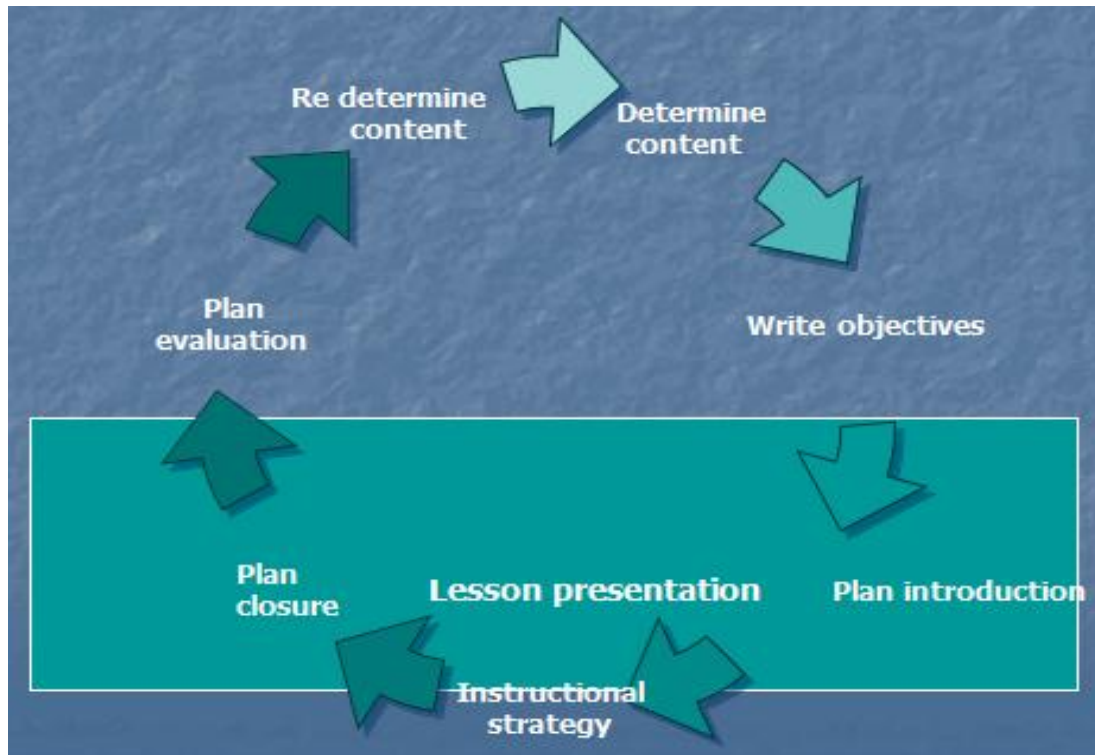 Re determine
content
Determine
content
Plan
evaluation
Write objectives
Plan
closure
Lesson presentation
Plan introduction
Instructional
strategy